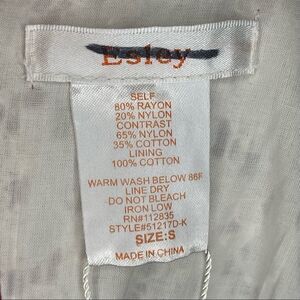 Esley
SELF
80% RAYON
20% NYLON
CONTRAST
65% NYLON
35% COTTON
LINING
100% COTTON
WARM WASH BELOW 86F
LINE DRY
DO NOT BLEACH
IRON LOW
RN#112835
STYLE#51217D-K
SIZE:S
MADE IN CHINA